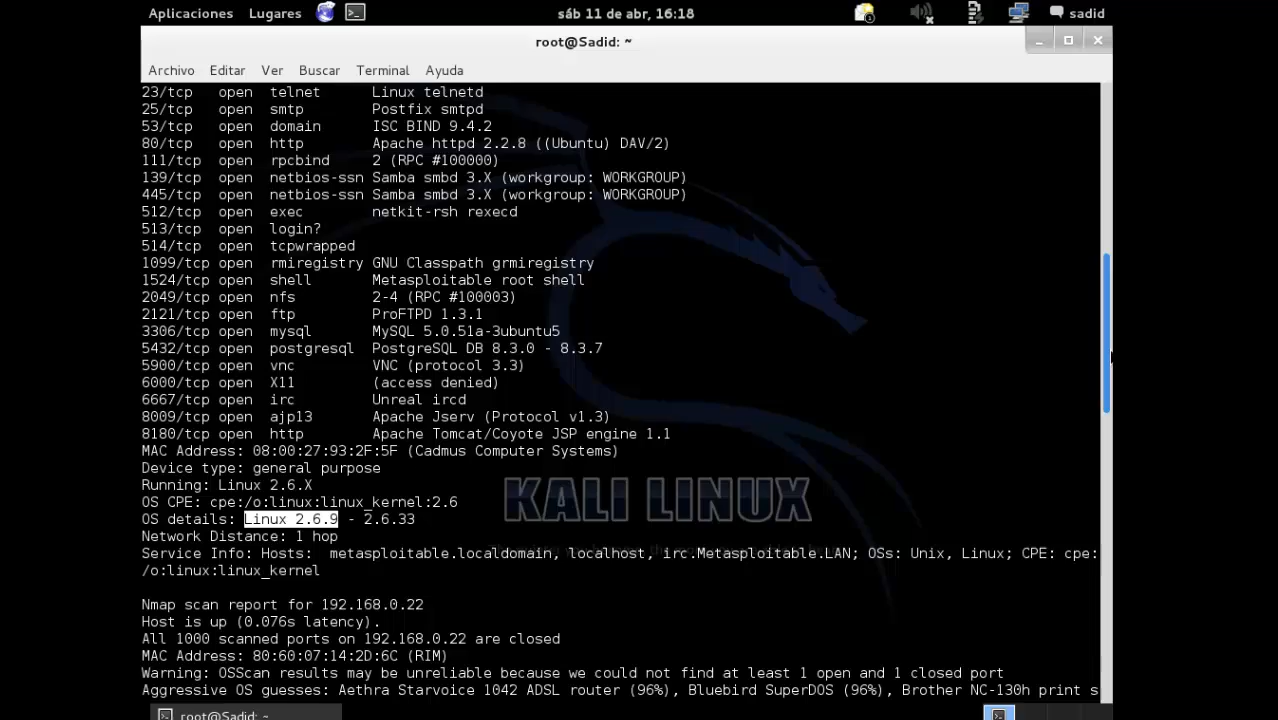 Aplicaciones Lugares sáb 11 de abr, 16:18 1 sadid
root@Sadid: ~
Archivo Editar Ver Buscar Terminal Ayuda
23/tcp open telnet Linux telnetd
25/tcp open smtp Postfix smtpd
53/tcp open domain ISC BIND 9.4.2
80/tcp open http Apache httpd 2.2.8 ((Ubuntu) DAV/2)
111/tcp open rpcbind 2 (RPC #100000)
139/tcp open netbios-ssn Samba smbd 3.X (workgroup: WORKGROUP)
445/tcp open netbios-ssn Samba smbd 3.X (workgroup: WORKGROUP)
512/tcp open exec netkit-rsh rexecd
513/tcp open login?
514/tcp open tcpwrapped
1099/tcp open rmiregistry GNU Classpath grmiregistry
1524/tcp open shell Metasploitable root shell
2049/tcp open nfs 2-4 (RPC #100003)
2121/tcp open ftp ProFTPD 1.3.1
3306/tcp open mysql MySQL 5.0.51a-3ubuntu5
5432/tcp open postgresql PostgreSQL DB 8.3.0 - 8.3.7
5900/tcp open vnc VNC (protocol 3.3)
6000/tcp open X11 (access denied)
6667/tcp open irc Unreal ircd
8009/tcp open ajp13 Apache Jserv (Protocol v1.3)
8180/tcp open http Apache Tomcat/Coyote JSP engine 1.1
MAC Address: 08:00:27:93:2F:5F (Cadmus Computer Systems)
Device type: general purpose
Running: Linux 2.6.X
KALI LINUX
OS CPE: cpe:/o:linux:linux_kernel:2.6
OS details: Linux 2.6.9 - 2.6.33
Network Distance: 1 hop
Service Info: Hosts:  metasploitable.localdomain, localhost, irc.Metasploitable.LAN; OSs: Unix, Linux; CPE: cpe:
/o:linux:linux_kernel
Nmap scan report for 192.168.0.22
Host is up (0.076s latency).
All 1000 scanned ports on 192.168.0.22 are closed
MAC Address: 80:60:07:14:2D:6C (RIM)
Warning: OSScan results may be unreliable because we could not find at least 1 open and 1 closed port
Aggressive OS guesses: Aethra Starvoice 1042 ADSL router (96%), Bluebird SuperDOS (96%), Brother NC-130h print s
root@Sadid: ~